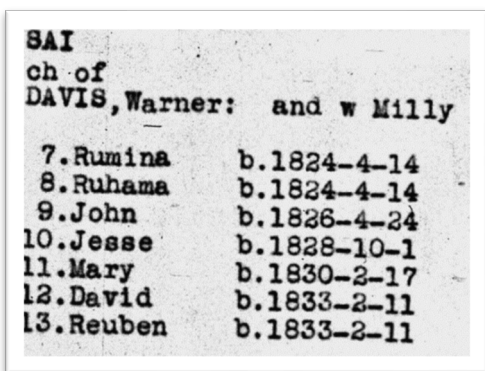 SAI
ch of
DAVIS,Warner: and w Milly
7.Rumina b.1824-4-14
8.Ruhama b.1824-4-14
9.John b.1826-4-24
10.Jesse b.1828-10-1
11.Mary b.1830-2-17
12.David b.1833-2-11
13.Reuben b.1833-2-11